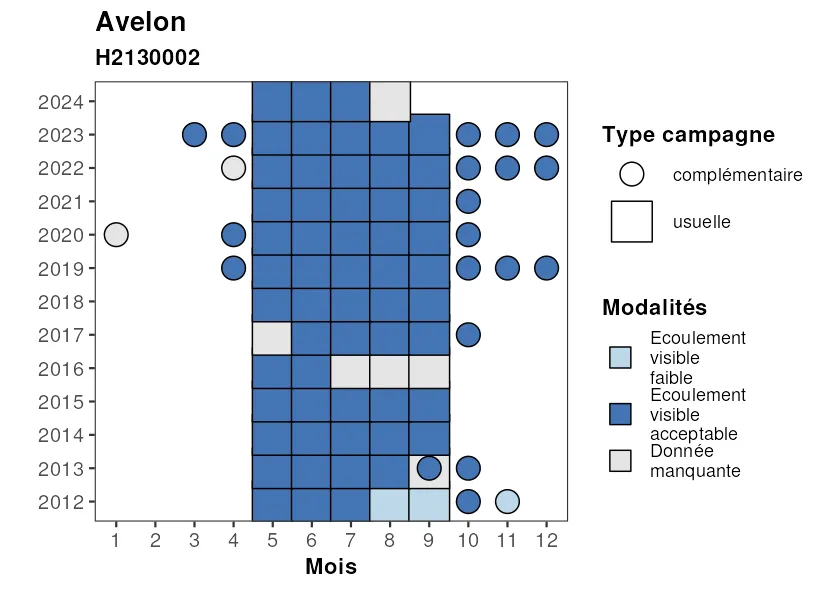 Avelon
H2130002
2024
2023
2022
2021
2020
2019
2018
2017
2016
2015
2014
2013
2012
1 2 3 4 5 6 7 8 9 10 11 12
Mois
Type campagne
complémentaire
usuelle
Modalités
Ecoulement
visible
faible
Ecoulement
visible
acceptable
Donnée
manquante